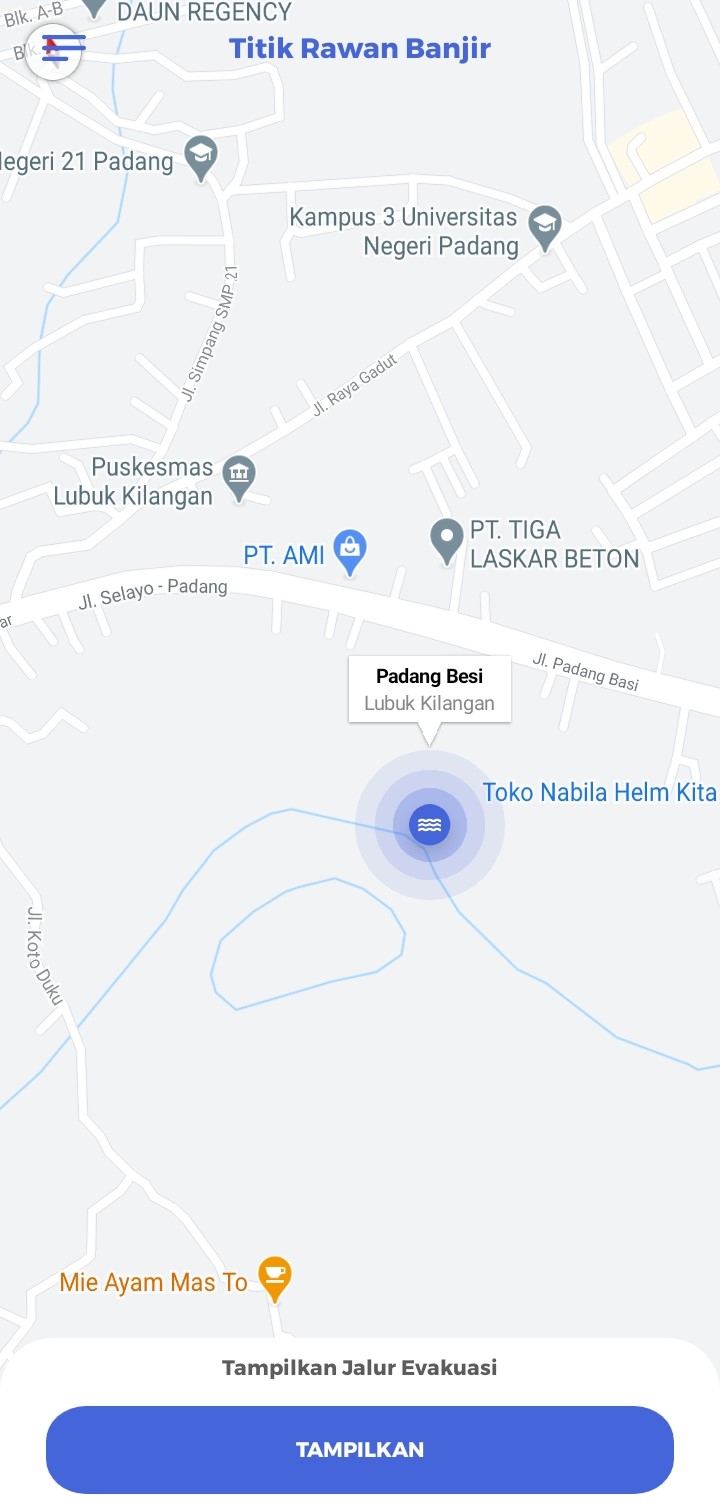 Blk. A-B
DAUN REGENCY
Blk.
Titik Rawan Banjir
Negeri 21 Padang
Kampus 3 Universitas
Negeri Padang
Jl. Simpang SMP 21
Jl. Raya Gadut
Puskesmas
Lubuk Kilangan
PT. AMI
PT. TIGA
LASKAR BETON
Jl. Selayo - Padang
ar
Jl. Padang Basi
Padang Besi
Lubuk Kilangan
Toko Nabila Helm Kita
Jl. Koto Duku
Mie Ayam Mas To
Tampilkan Jalur Evakuasi
TAMPILKAN